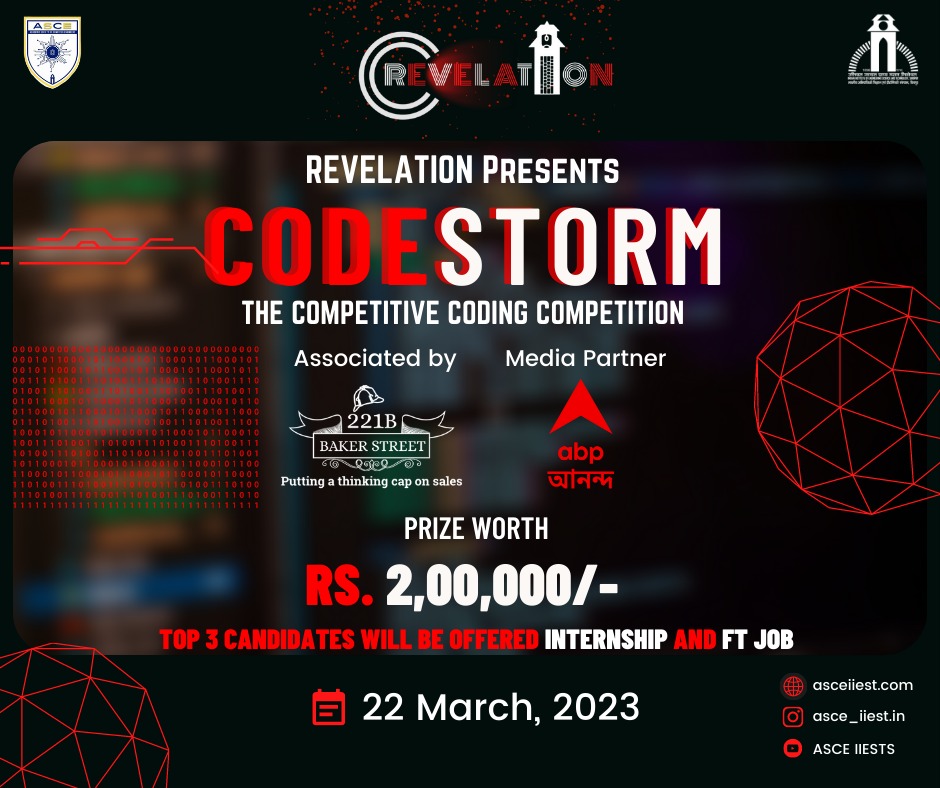 ASCE
REVELATION
REVELATION PRESENTS
CODESTORM
THE COMPETITIVE CODING COMPETITION
Associated by
Media Partner
221B
BAKER STREET
Putting a thinking cap on sales
abp
আনন্দ
PRIZE WORTH
RS. 2,00,000/-
TOP 3 CANDIDATES WILL BE OFFERED INTERNSHIP AND FT JOB
22 March, 2023
asceiiest.com
asce_iiest.in
ASCE IIESTS